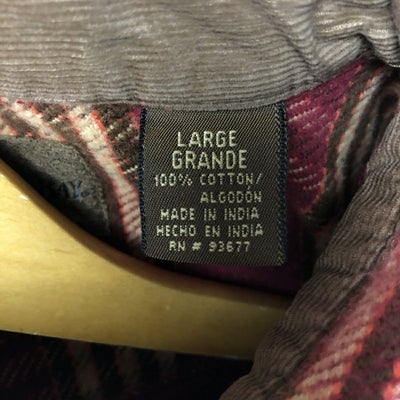 LARGE
GRANDE
100% COTTON/
ALGODÓN
MADE IN INDIA
HECHO EN INDIA
RN # 93677